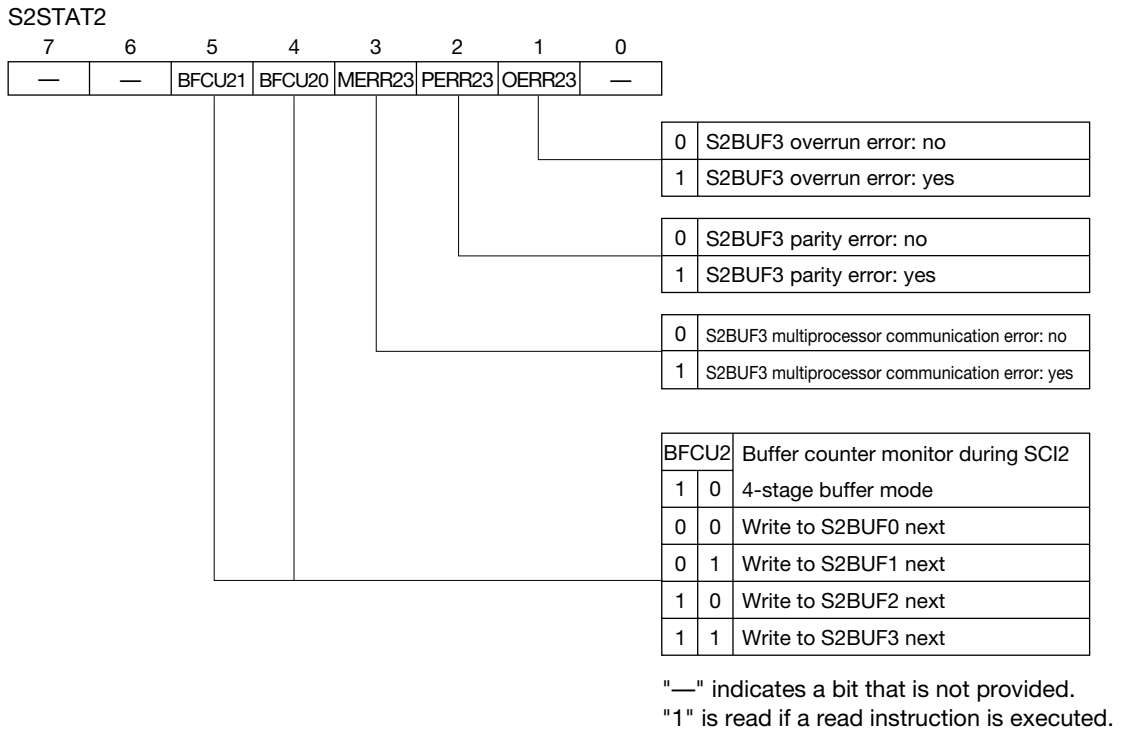 S2STAT2
7 6 5 4 3 2 1 0
— — BFCU21 BFCU20 MERR23 PERR23 OERR23 —
0 S2BUF3 overrun error: no
1 S2BUF3 overrun error: yes
0 S2BUF3 parity error: no
1 S2BUF3 parity error: yes
0 S2BUF3 multiprocessor communication error: no
1 S2BUF3 multiprocessor communication error: yes
BFCU2 Buffer counter monitor during SCI2
1 0 4-stage buffer mode
0 0 Write to S2BUF0 next
0 1 Write to S2BUF1 next
1 0 Write to S2BUF2 next
1 1 Write to S2BUF3 next
"—" indicates a bit that is not provided.
"1" is read if a read instruction is executed.